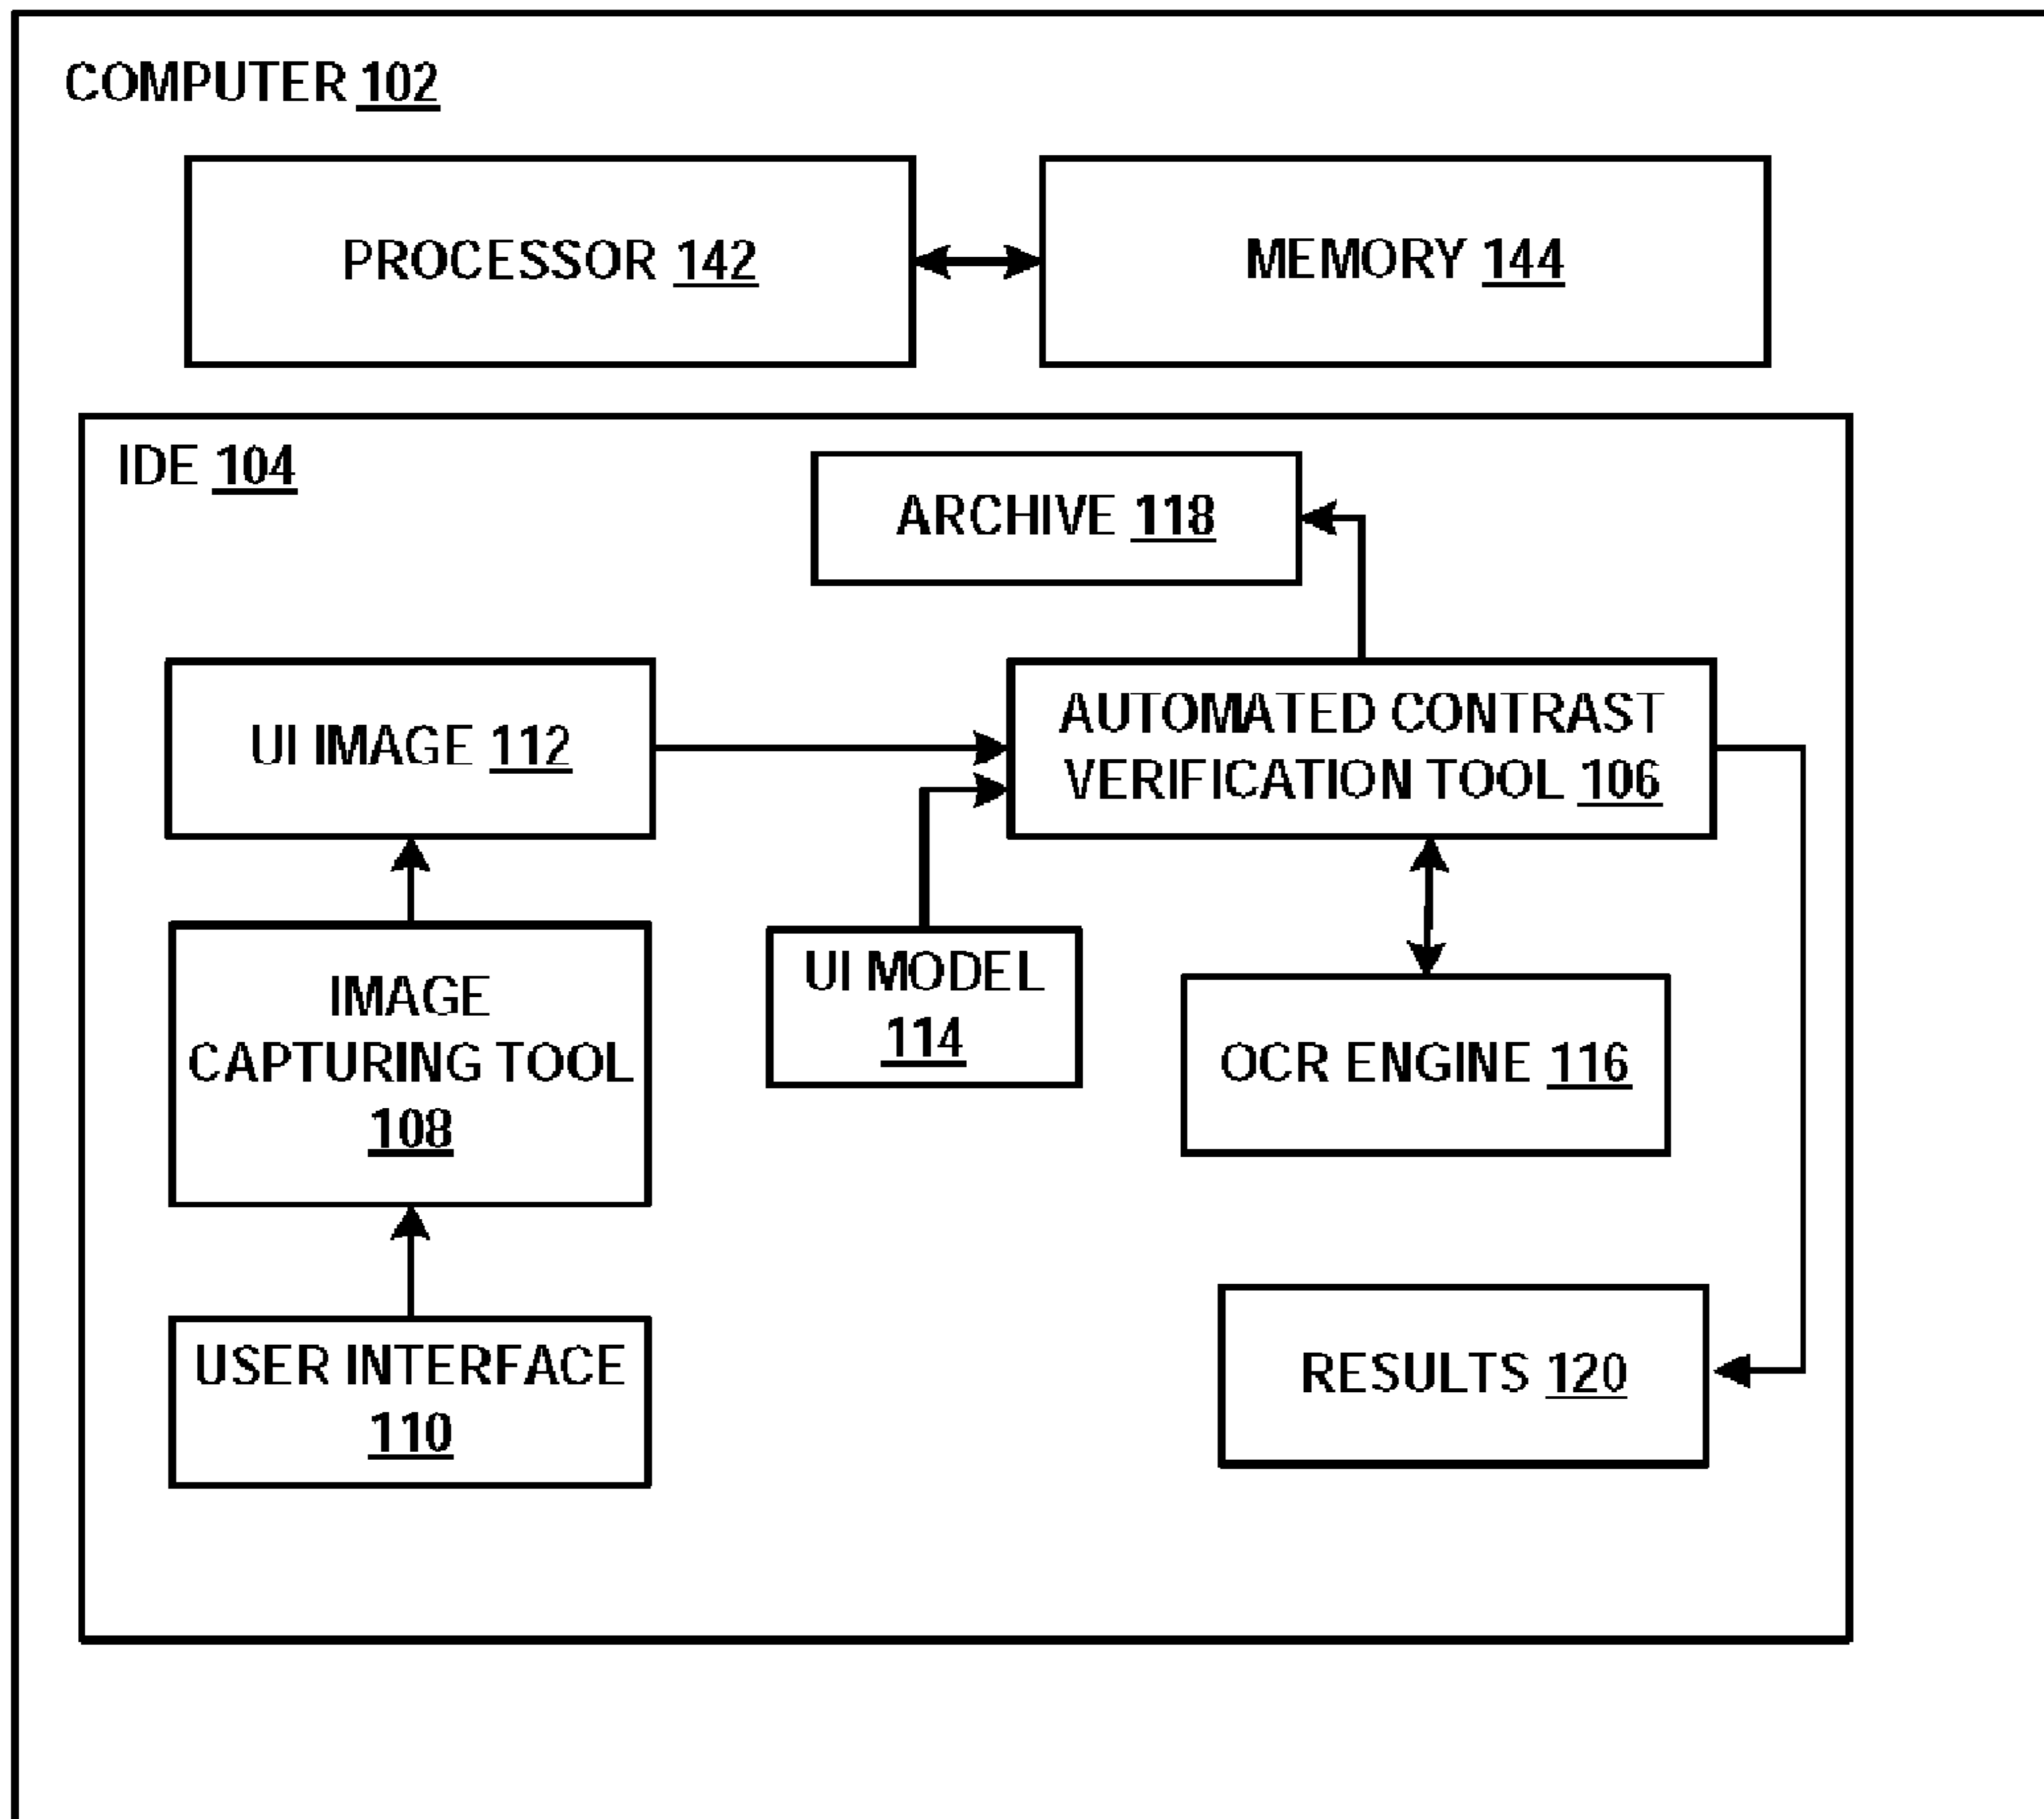 COMPUTER 102
PROCESSOR 142
MEMORY 144
IDE 104
ARCHIVE 118
UI IMAGE 112
AUTOMATED CONTRAST
VERIFICATION TOOL 106
IMAGE
CAPTURING TOOL
108
UI MODEL
114
OCR ENGINE 116
USER INTERFACE
110
RESULTS 120